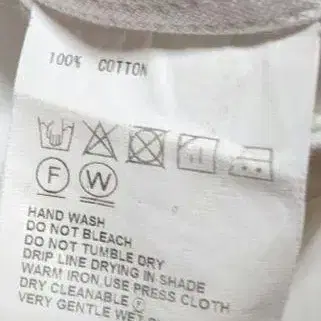 100% COTTON
F W
HAND WASH
DO NOT BLEACH
DO NOT TUMBLE DRY
DRIP LINE DRYING IN SHADE
WARM IRON,USE PRESS CLOTH
DRY CLEANABLE Ⓕ
VERY GENTLE WET